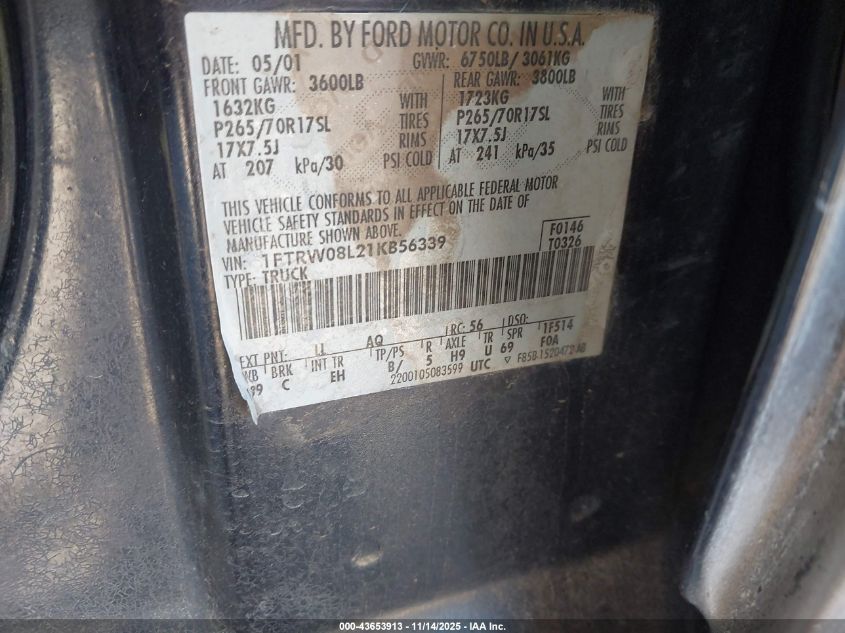 MFD. BY FORD MOTOR CO. IN U.S.A.
DATE: 05/01 GVWR: 6750LB/ 3061KG
FRONT GAWR: 3600LB REAR GAWR: 3800LB
1632KG WITH 1723KG WITH
P265/70R17SL TIRES P265/70R17SL TIRES
17X7.5J RIMS 17X7.5J RIMS
AT 207 kPa/30 PSI COLD AT 241 kPa/35 PSI COLD
THIS VEHICLE CONFORMS TO ALL APPLICABLE FEDERAL MOTOR
VEHICLE SAFETY STANDARDS IN EFFECT ON THE DATE OF
MANUFACTURE SHOWN ABOVE.
F0146
T0326
VIN: 1FTRW08L21KB56339
TYPE: TRUCK
EXT PNT: LL AQ RC: 56 DSO: 1F514
WB BRK INT TR TP/PS R AXLE TR SPR F0A
39 C EH B/ 5 H9 U 69
2200105083599 UTC ▽ F85B-1520472-AB
000-43653913 - 11/14/2025 - IAA Inc.